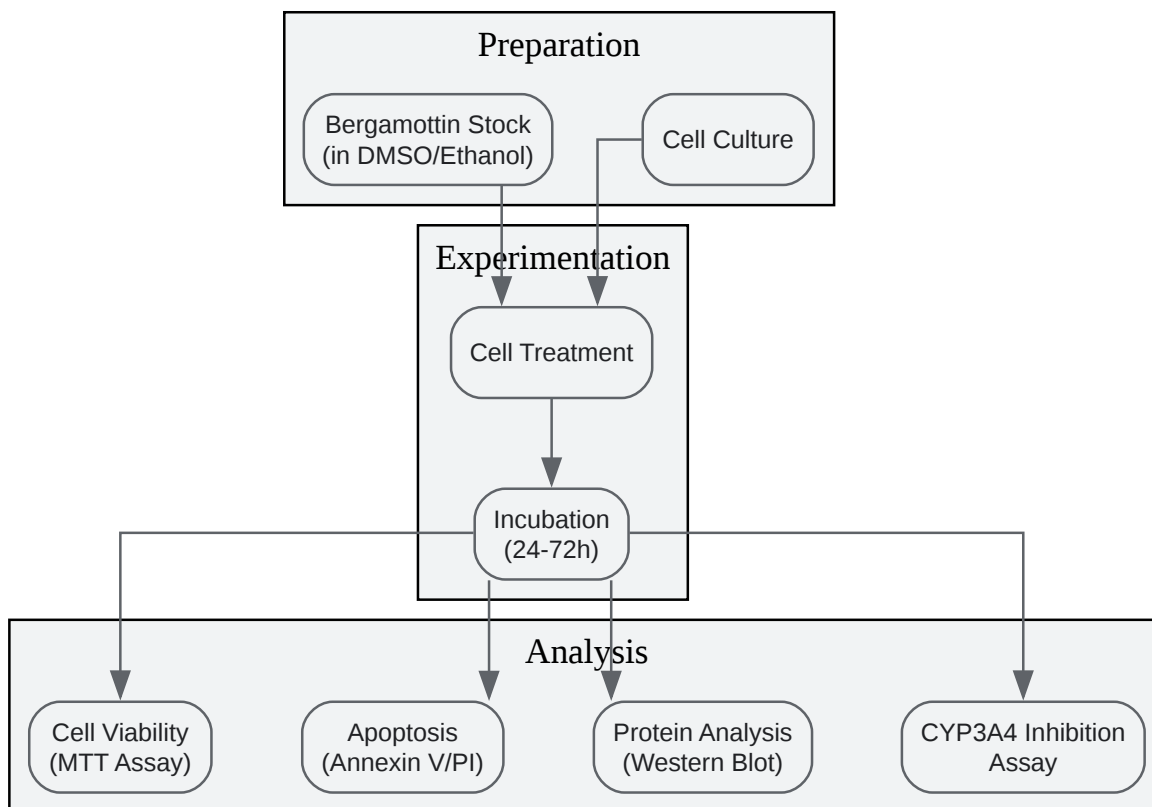 Preparation
Bergamottin Stock
(in DMSO/Ethanol)
Cell Culture
Experimentation
Cell Treatment
Incubation
(24-72h)
Analysis
Cell Viability
(MTT Assay)
Apoptosis
(Annexin V/PI)
Protein Analysis
(Western Blot)
CYP3A4 Inhibition
Assay